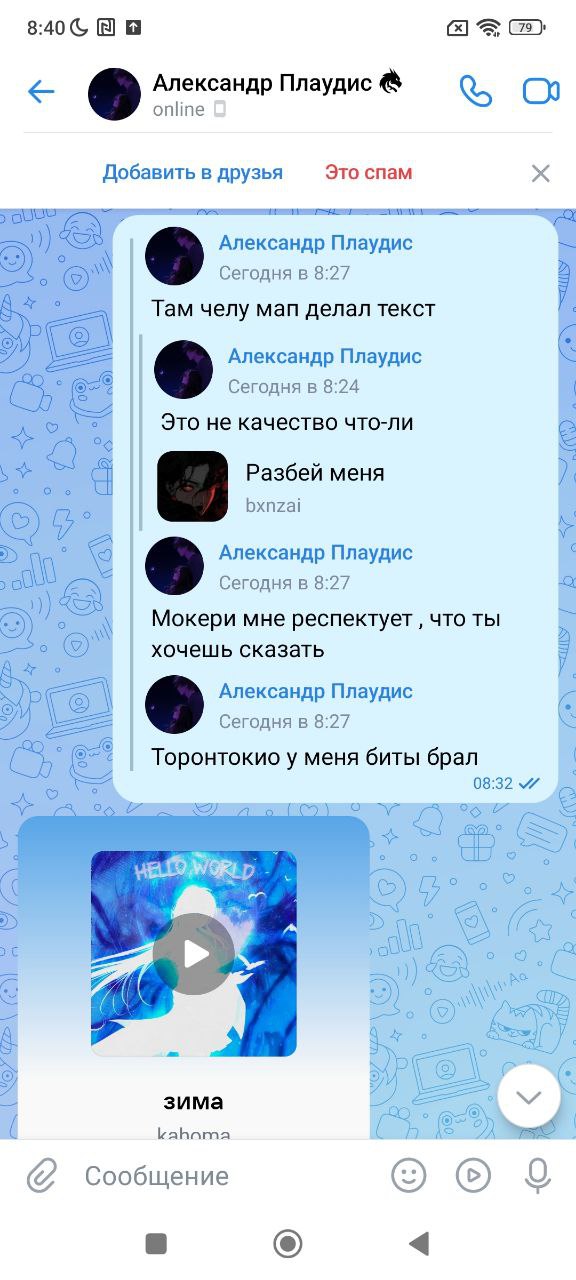 8:40
79
Александр Плаудис
online
Добавить в друзья Это спам
Александр Плаудис
Сегодня в 8:27
Там челу мап делал текст
Александр Плаудис
Сегодня в 8:24
Это не качество что-ли
Разбей меня
bxnzai
Александр Плаудис
Сегодня в 8:27
Мокери мне респектует , что ты
хочешь сказать
Александр Плаудис
Сегодня в 8:27
Торонтокио у меня биты брал
08:32
HELLO WORLD
зима
kahoma
Сообщение